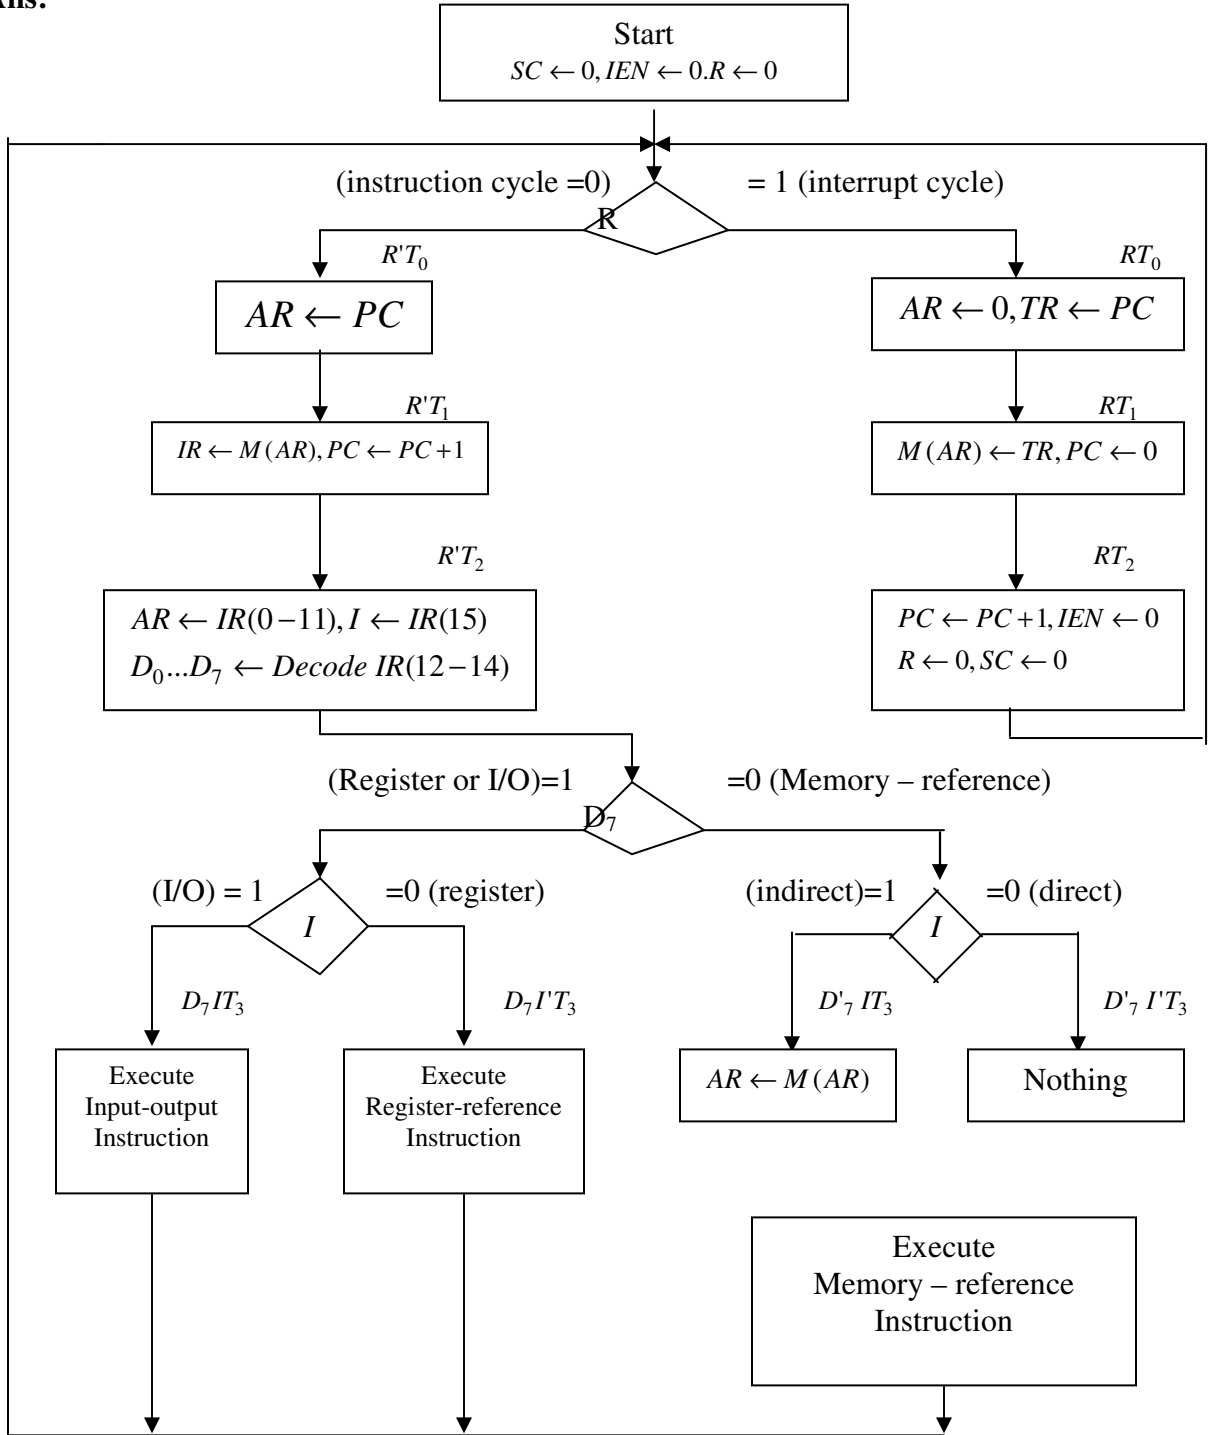 Ans:
Start
SC ← 0, IEN ← 0. R ← 0
(instruction cycle =0)
= 1 (interrupt cycle)
R
R'T₀
RT₀
AR ← PC
AR ← 0, TR ← PC
R'T₁
RT₁
IR ← M (AR), PC ← PC +1
M (AR) ← TR, PC ← 0
R'T₂
RT₂
AR ← IR(0−11), I ← IR(15)
D₀...D₇ ← Decode IR(12−14)
PC ← PC +1, IEN ← 0
R ← 0, SC ← 0
(Register or I/O)=1
=0 (Memory – reference)
D₇
(I/O) = 1
=0 (register)
(indirect)=1
=0 (direct)
I
I
D₇ IT₃
D₇ I'T₃
D'₇ IT₃
D'₇ I'T₃
Execute
Input-output
Instruction
Execute
Register-reference
Instruction
AR ← M (AR)
Nothing
Execute
Memory – reference
Instruction